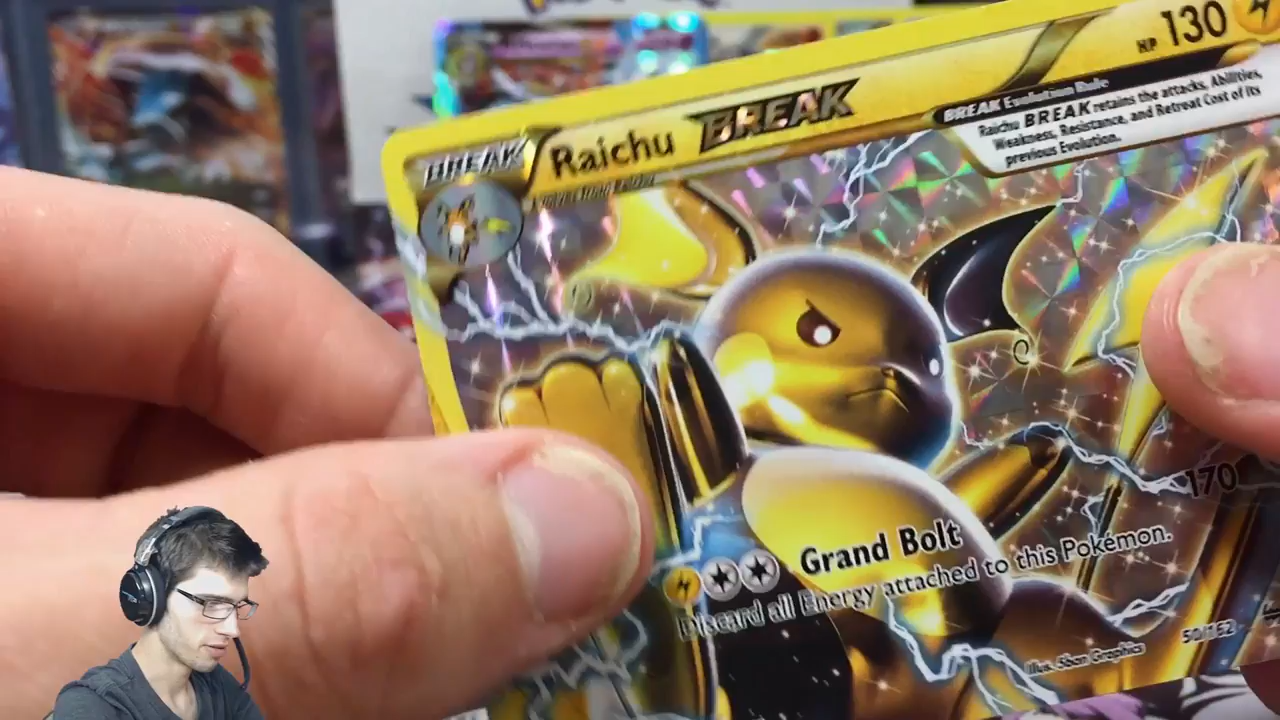 BREAK
Raichu BREAK
HP 130
BREAK Evolution Rule
Raichu BREAK retains the attacks, Abilities,
Weakness, Resistance, and Retreat Cost of its
previous Evolution.
Grand Bolt
170
Discard all Energy attached to this Pokémon.
Illus. 5ban Graphics
50/162